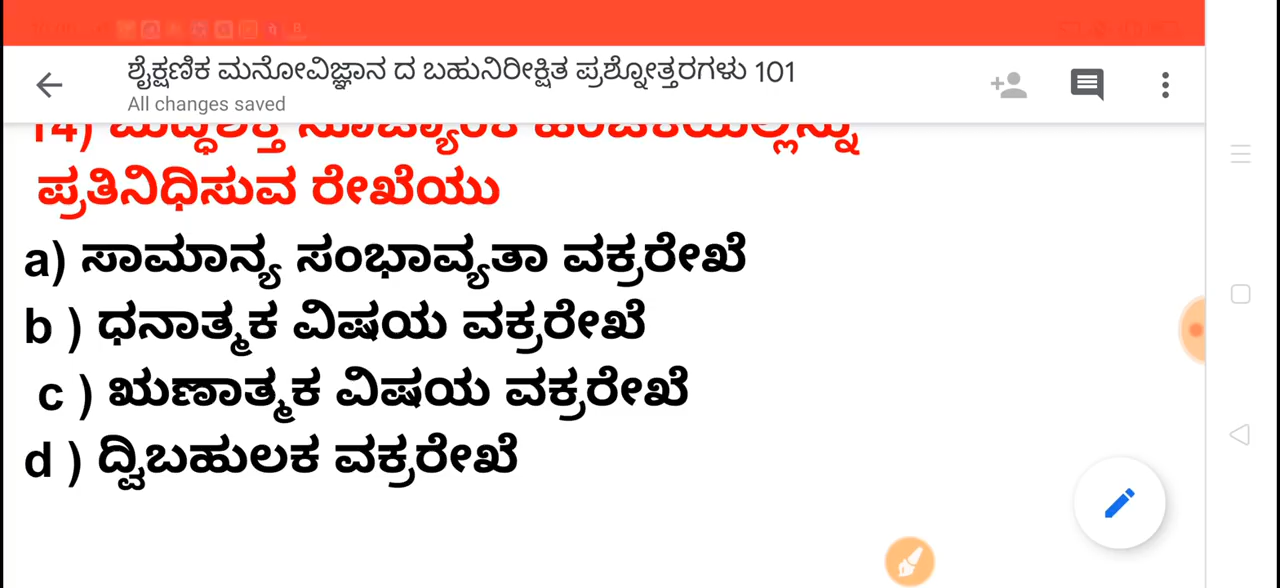 ಶೈಕ್ಷಣಿಕ ಮನೋವಿಜ್ಞಾನ ದ ಬಹುನಿರೀಕ್ಷಿತ ಪ್ರಶ್ನೋತ್ತರಗಳು 101
All changes saved
14)
ಪ್ರತಿನಿಧಿಸುವ ರೇಖೆಯು
a) ಸಾಮಾನ್ಯ ಸಂಭಾವ್ಯತಾ ವಕ್ರರೇಖೆ
b ) ಧನಾತ್ಮಕ ವಿಷಯ ವಕ್ರರೇಖೆ
c ) ಋಣಾತ್ಮಕ ವಿಷಯ ವಕ್ರರೇಖೆ
d ) ದ್ವಿಬಹುಲಕ ವಕ್ರರೇಖೆ